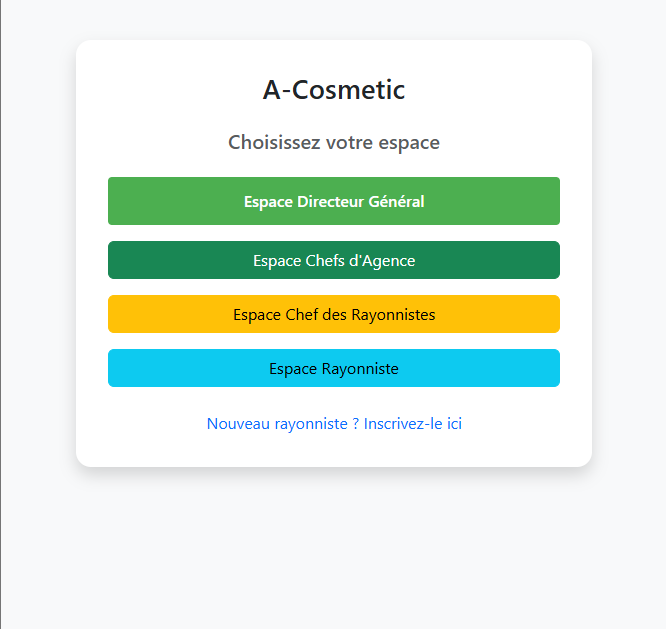 A-Cosmetic
Choisissez votre espace
Espace Directeur Général
Espace Chefs d'Agence
Espace Chef des Rayonnistes
Espace Rayonniste
Nouveau rayonniste ? Inscrivez-le ici